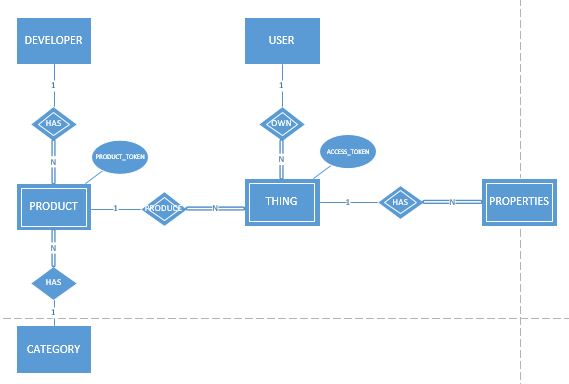 DEVELOPER
USER
1
1
HAS
OWN
N
N
PRODUCT_TOKEN
ACCESS_TOKEN
PRODUCT
1
PRODUCE
N
THING
1
HAS
N
PROPERTIES
N
HAS
1
CATEGORY